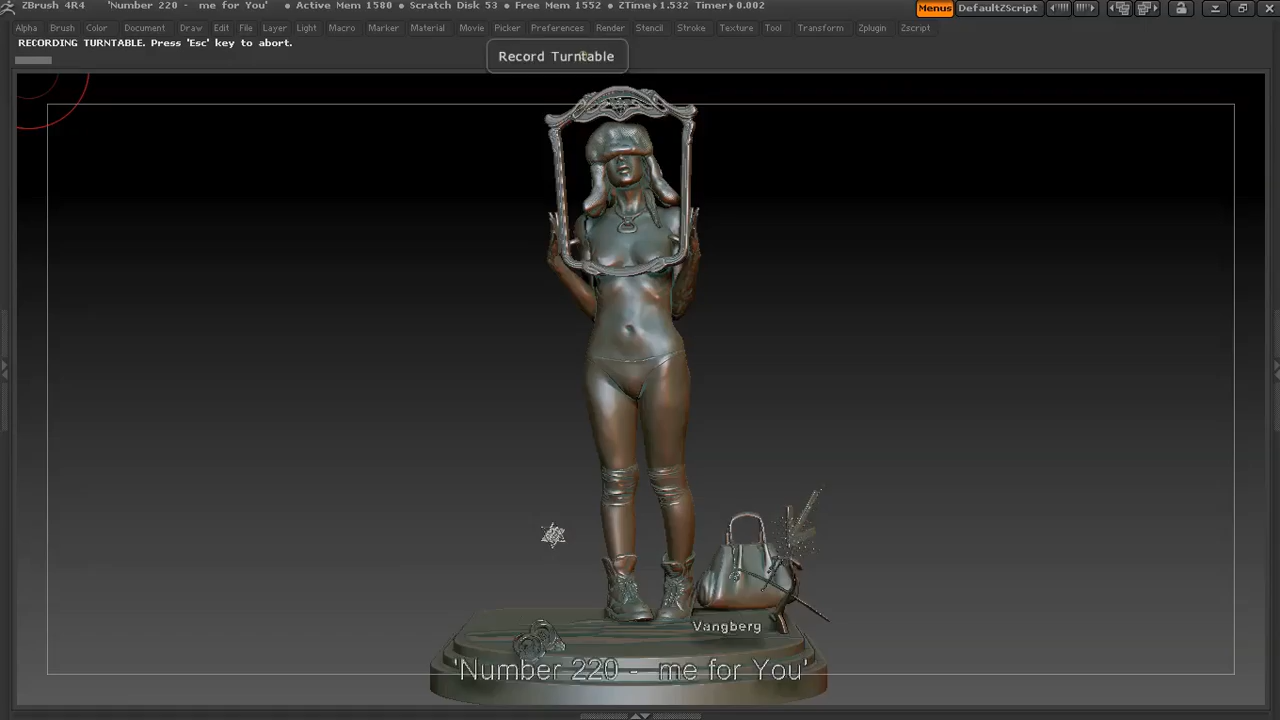 ZBrush 4R4 'Number 220 - me for You' • Active Mem 1580 • Scratch Disk 53 • Free Mem 1552 • ZTime▸1.532 Timer▸0.002 Menus DefaultZScript
Alpha Brush Color Document Draw Edit File Layer Light Macro Marker Material Movie Picker Preferences Render Stencil Stroke Texture Tool Transform Zplugin Zscript
RECORDING TURNTABLE. Press 'Esc' key to abort.
Record Turntable
Vangberg
'Number 220 - me for You'